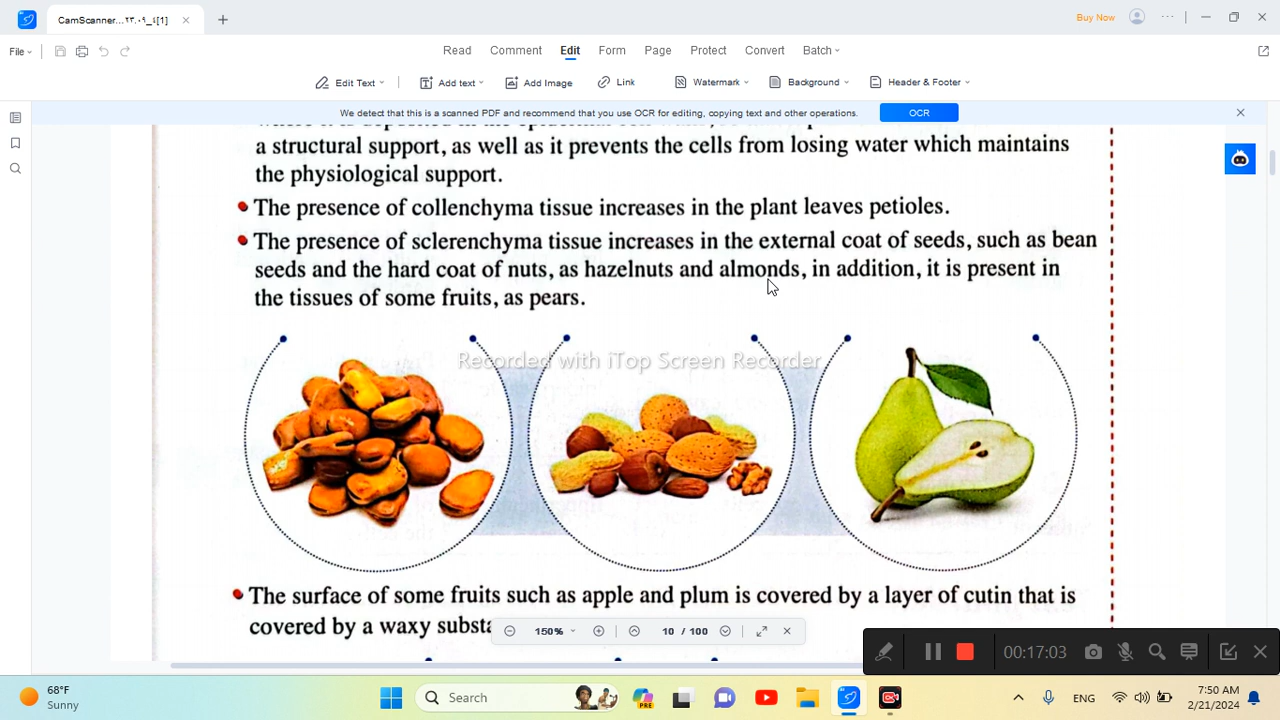 CamScanner...
Buy Now
File
Read Comment Edit Form Page Protect Convert Batch
Edit Text Add text Add Image Link Watermark Background Header & Footer
We detect that this is a scanned PDF and recommend that you use OCR for editing, copying text and other operations. OCR
a structural support, as well as it prevents the cells from losing water which maintains
the physiological support.
The presence of collenchyma tissue increases in the plant leaves petioles.
The presence of sclerenchyma tissue increases in the external coat of seeds, such as bean
seeds and the hard coat of nuts, as hazelnuts and almonds, in addition, it is present in
the tissues of some fruits, as pears.
Recorded with iTop Screen Recorder
The surface of some fruits such as apple and plum is covered by a layer of cutin that is
covered by a waxy substa
150% 10 / 100
00:17:03
68°F
Sunny
Search
PRE
ENG
7:50 AM
2/21/2024